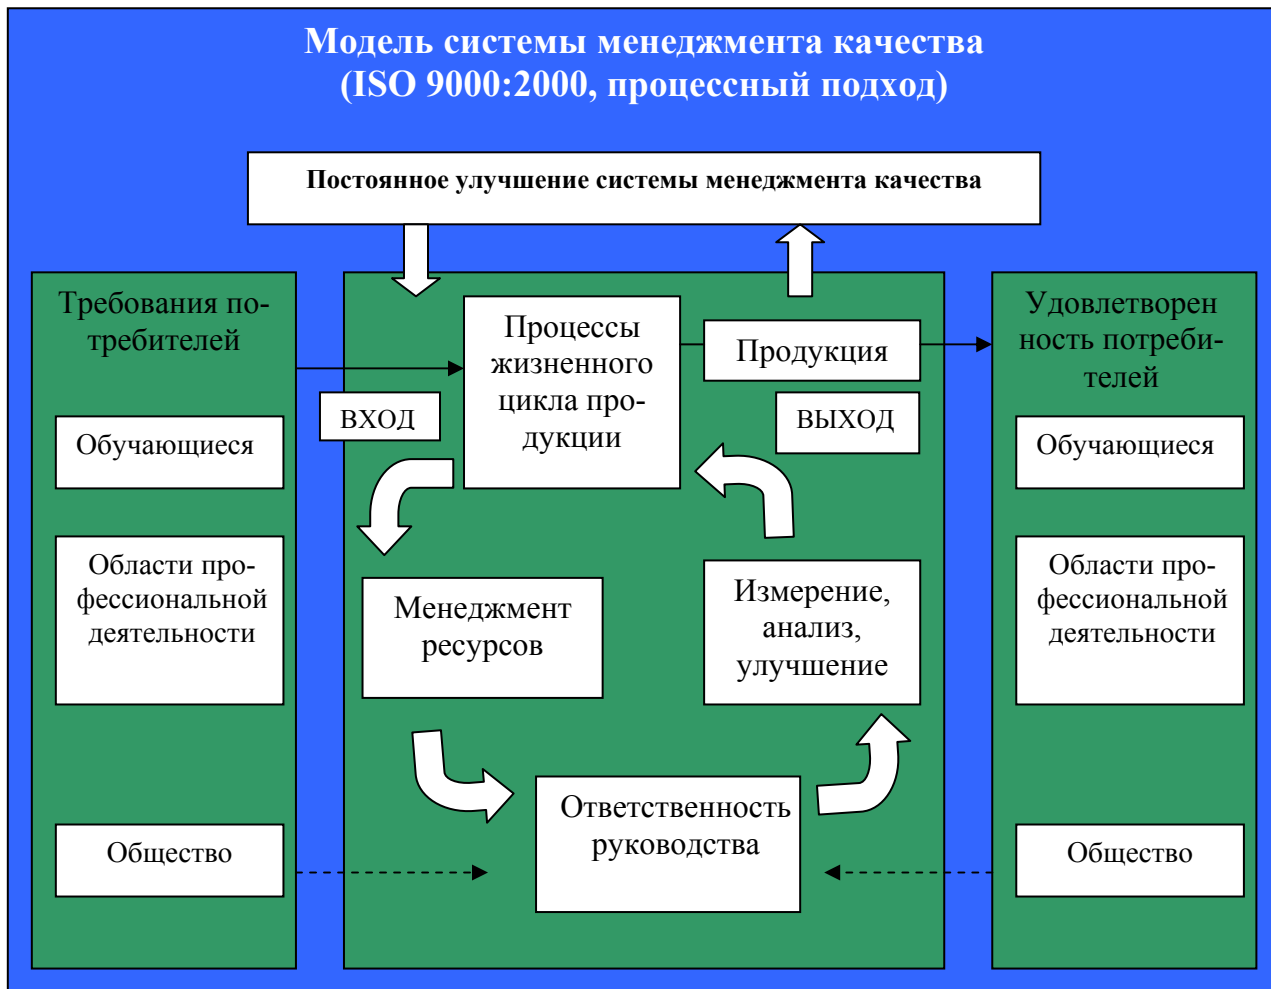 Модель системы менеджмента качества
(ISO 9000:2000, процессный подход)
Постоянное улучшение системы менеджмента качества
Требования по-
требителей
Обучающиеся
Области про-
фессиональной
деятельности
Общество
Процессы
жизненного
цикла про-
дукции
Продукция
ВХОД
ВЫХОД
Менеджмент
ресурсов
Измерение,
анализ,
улучшение
Ответственность
руководства
Удовлетворен
ность потреби-
телей
Обучающиеся
Области про-
фессиональной
деятельности
Общество